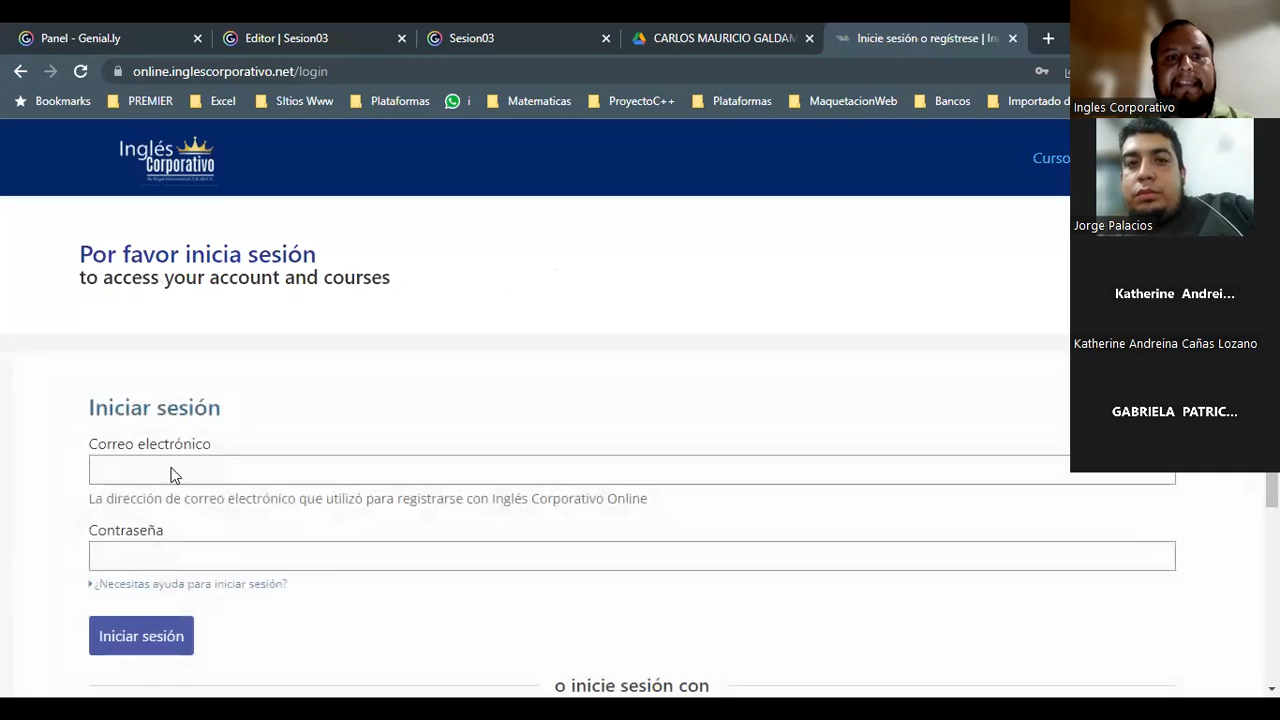 Panel - Genial.ly
Editor | Sesion03
Sesion03
CARLOS MAURICIO GALDAM
Inicie sesión o regístrese | In
online.inglescorporativo.net/login
Bookmarks
PREMIER
Excel
SItios Www
Plataformas
i
Matematicas
ProyectoC++
Plataformas
MaquetacionWeb
Bancos
Importado d
Inglés
Corporativo
Curso
Por favor inicia sesión
to access your account and courses
Iniciar sesión
Correo electrónico
La dirección de correo electrónico que utilizó para registrarse con Inglés Corporativo Online
Contraseña
¿Necesitas ayuda para iniciar sesión?
Iniciar sesión
o inicie sesión con
Ingles Corporativo
Jorge Palacios
Katherine Andrei...
Katherine Andreina Cañas Lozano
GABRIELA PATRIC...